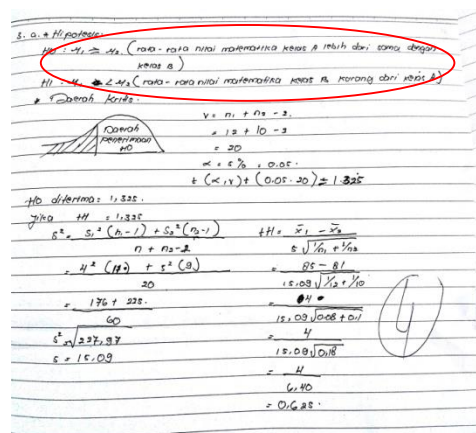 3. a. * Hipotesis:
H0 : μ1 ≥ μ2. (rata-rata nilai matematika kelas A lebih dari sama dengan
kelas B)
H1 : μ1 < μ2 (rata-rata nilai matematika kelas kurang dari kelas
* Daerah Kritis.
Daerah
penerimaan
H0
v = n1 + n2 - 2.
= 12 + 10 - 2
= 20
α = 5% = 0.05.
t (α, v) t (0.05. 20) ± 1.325
H0 diterima = 1,325.
Jika tH = 1,325
s² = S1² (n1-1) + S2² (n2-1)
n + n2-2
= 4² + 5² (9)
20
= 176 + 225.
60
s² = √227,97
s = 15,09
tH = x̄1 - x̄2
s √1/n1 + 1/n2
= 85 - 81
15,09 √1/12 + 1/10
= 4
15,09 √0.08 + 0.1
= 4
15.09 √0,18
= 4
6,40
= 0,625.
4